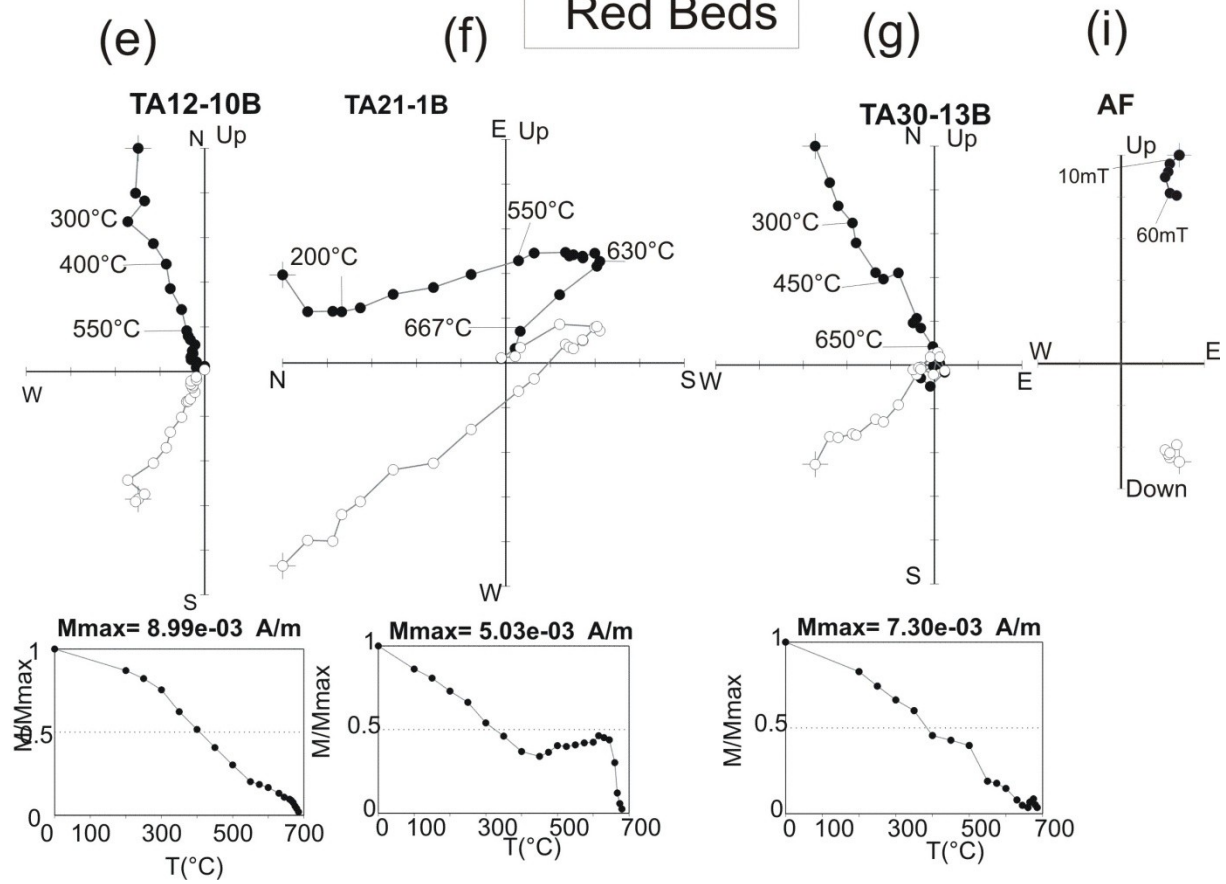 Red Beds
(e)
(f)
(g)
(i)
TA12-10B
TA21-1B
TA30-13B
AF
N Up
E Up
N Up
Up
300°C
400°C
550°C
W
S
200°C
550°C
630°C
667°C
N
S
W
300°C
450°C
650°C
W
E
S
10mT
60mT
W
E
Down
Mmax= 8.99e-03 A/m
M/Mmax
1
0.5
0
0 100 300 500 700
T(°C)
Mmax= 5.03e-03 A/m
M/Mmax
1
0.5
0
0 100 300 500 700
T(°C)
Mmax= 7.30e-03 A/m
M/Mmax
1
0.5
0
0 100 300 500 700
T(°C)